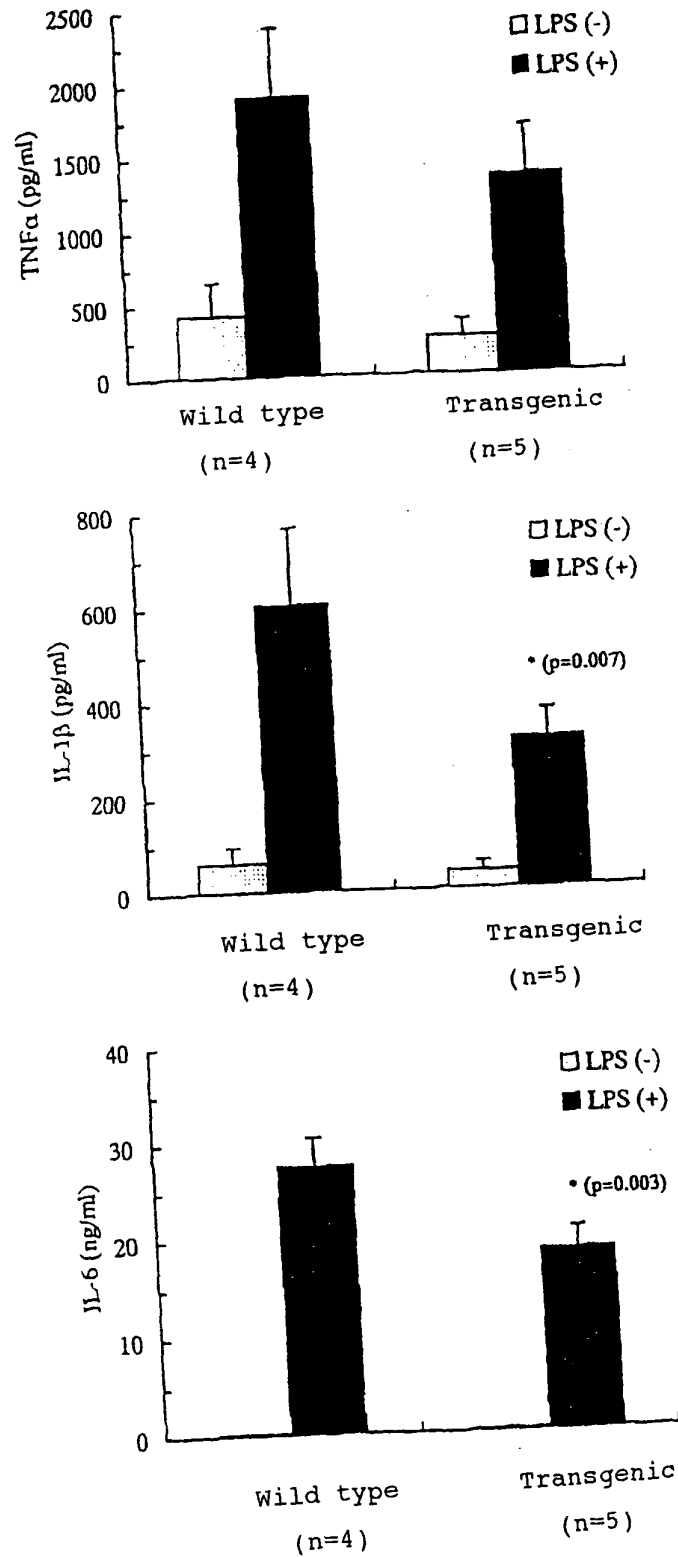 2500
2000
1500
1000
500
0
TNFα (pg/ml)
LPS (-)
LPS (+)
Wild type
Transgenic
(n=4)
(n=5)
800
600
400
200
0
IL-1β (pg/ml)
LPS (-)
LPS (+)
* (p=0.007)
Wild type
Transgenic
(n=4)
(n=5)
40
30
20
10
0
IL-6 (ng/ml)
LPS (-)
LPS (+)
* (p=0.003)
Wild type
Transgenic
(n=4)
(n=5)